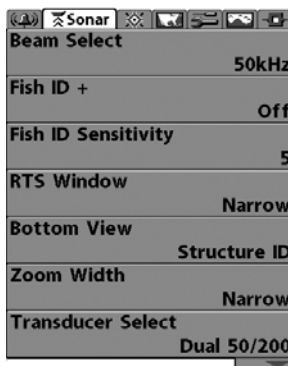 Sonar
Beam Select
50kHz
Fish ID +
Off
Fish ID Sensitivity
5
RTS Window
Narrow
Bottom View
Structure ID
Zoom Width
Narrow
Transducer Select
Dual 50/200